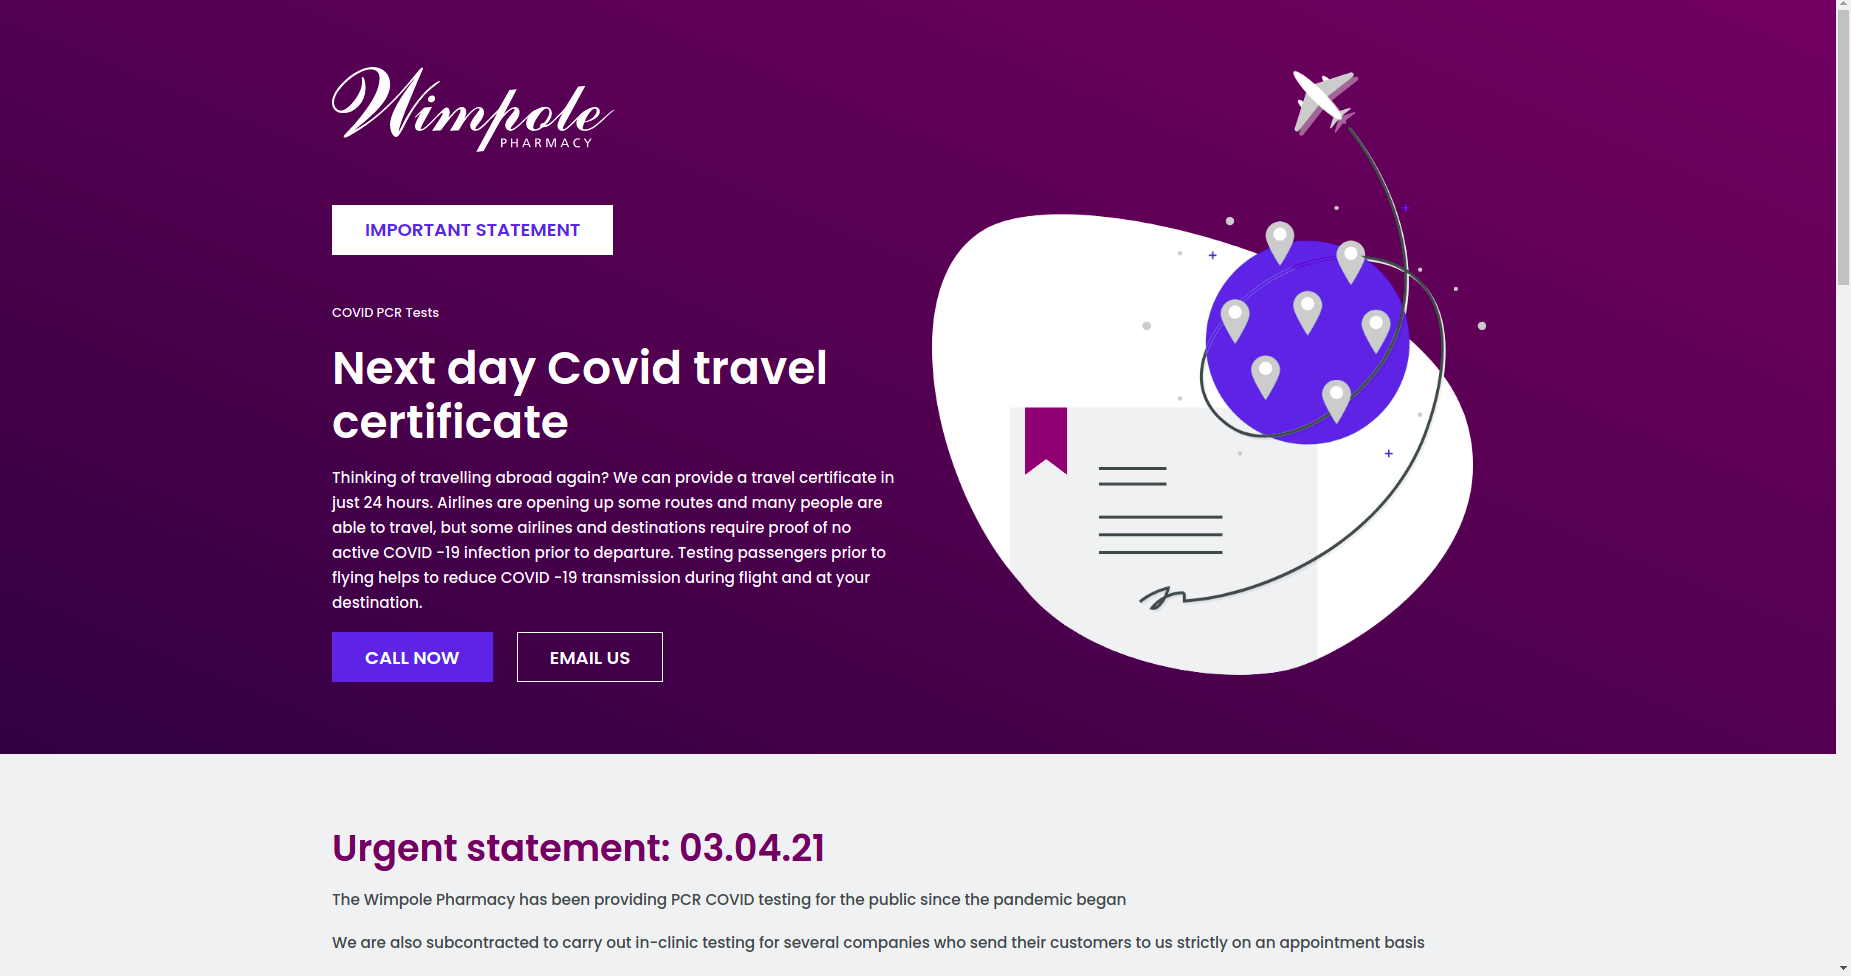 Wimpole
PHARMACY
IMPORTANT STATEMENT
COVID PCR Tests
Next day Covid travel
certificate
Thinking of travelling abroad again? We can provide a travel certificate in
just 24 hours. Airlines are opening up some routes and many people are
able to travel, but some airlines and destinations require proof of no
active COVID -19 infection prior to departure. Testing passengers prior to
flying helps to reduce COVID -19 transmission during flight and at your
destination.
CALL NOW
EMAIL US
Urgent statement: 03.04.21
The Wimpole Pharmacy has been providing PCR COVID testing for the public since the pandemic began
We are also subcontracted to carry out in-clinic testing for several companies who send their customers to us strictly on an appointment basis